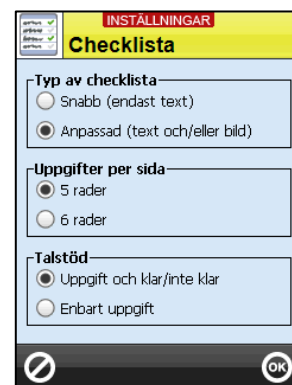 INSTÄLLNINGAR
Checklista
Typ av checklista
Snabb (endast text)
Anpassad (text och/eller bild)
Uppgifter per sida
5 rader
6 rader
Talstöd
Uppgift och klar/inte klar
Enbart uppgift
OK